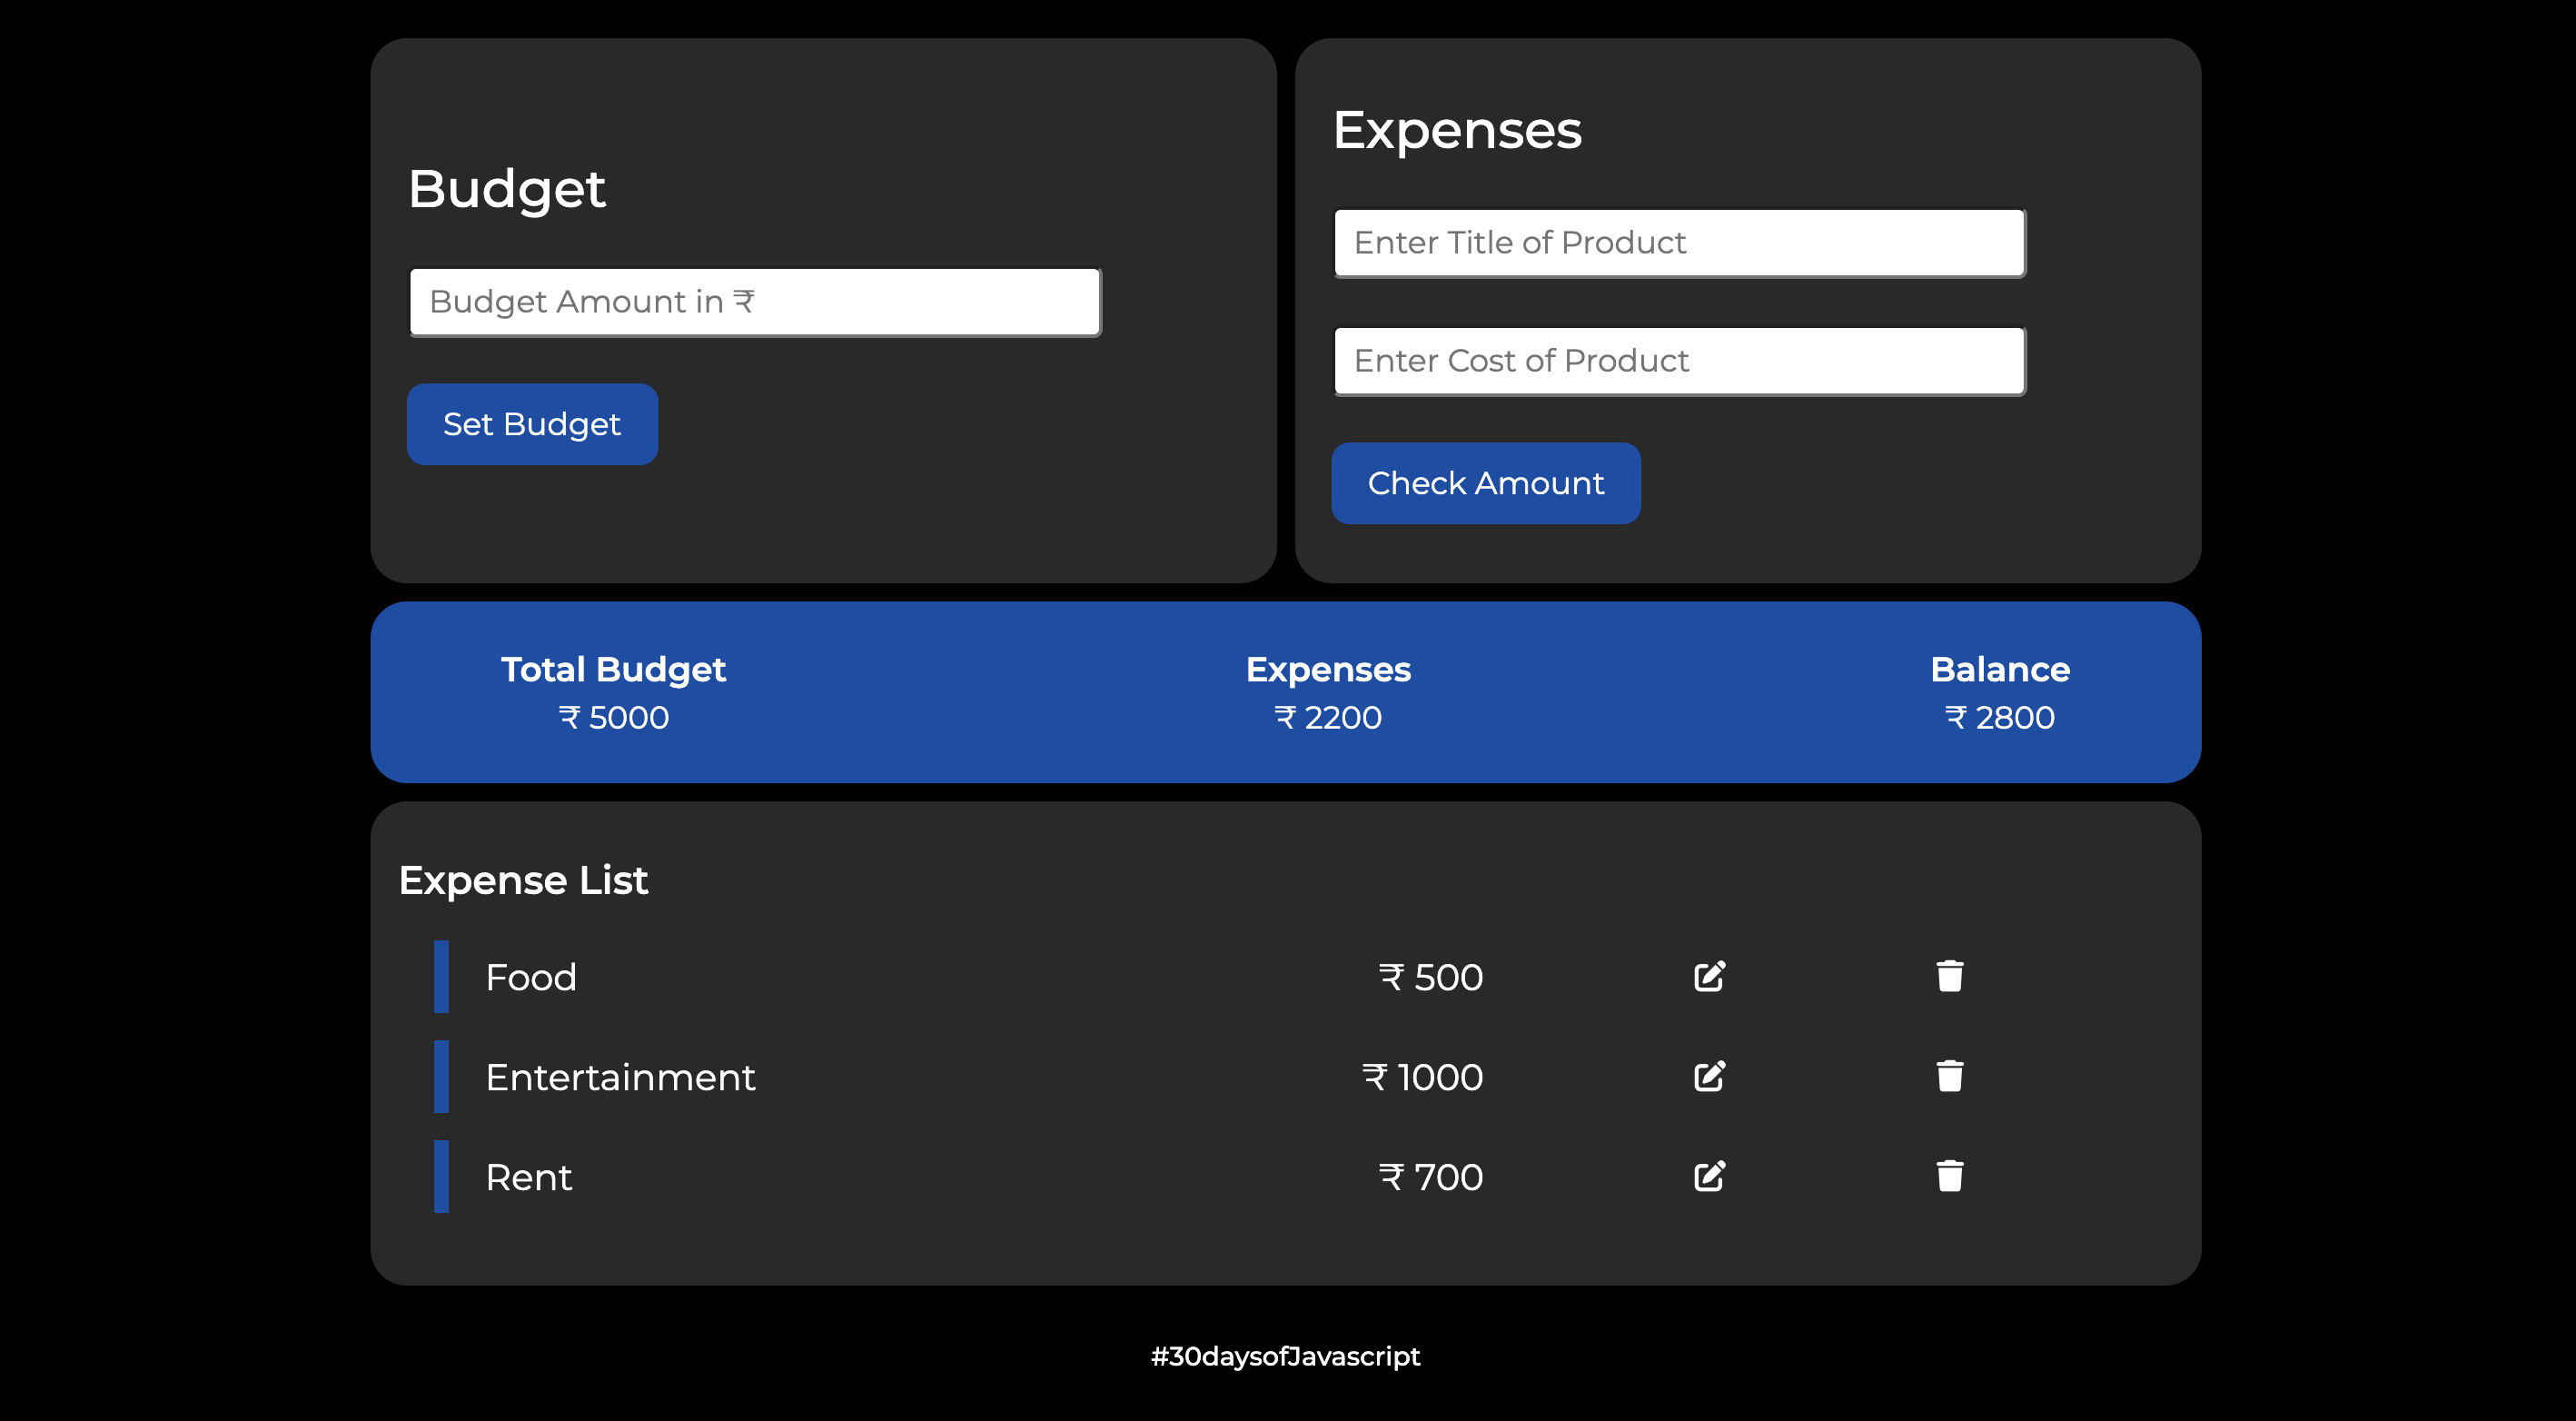 Budget
Budget Amount in ₹
Set Budget
Expenses
Enter Title of Product
Enter Cost of Product
Check Amount
Total Budget
₹ 5000
Expenses
₹ 2200
Balance
₹ 2800
Expense List
Food ₹ 500
Entertainment ₹ 1000
Rent ₹ 700
#30daysofJavascript